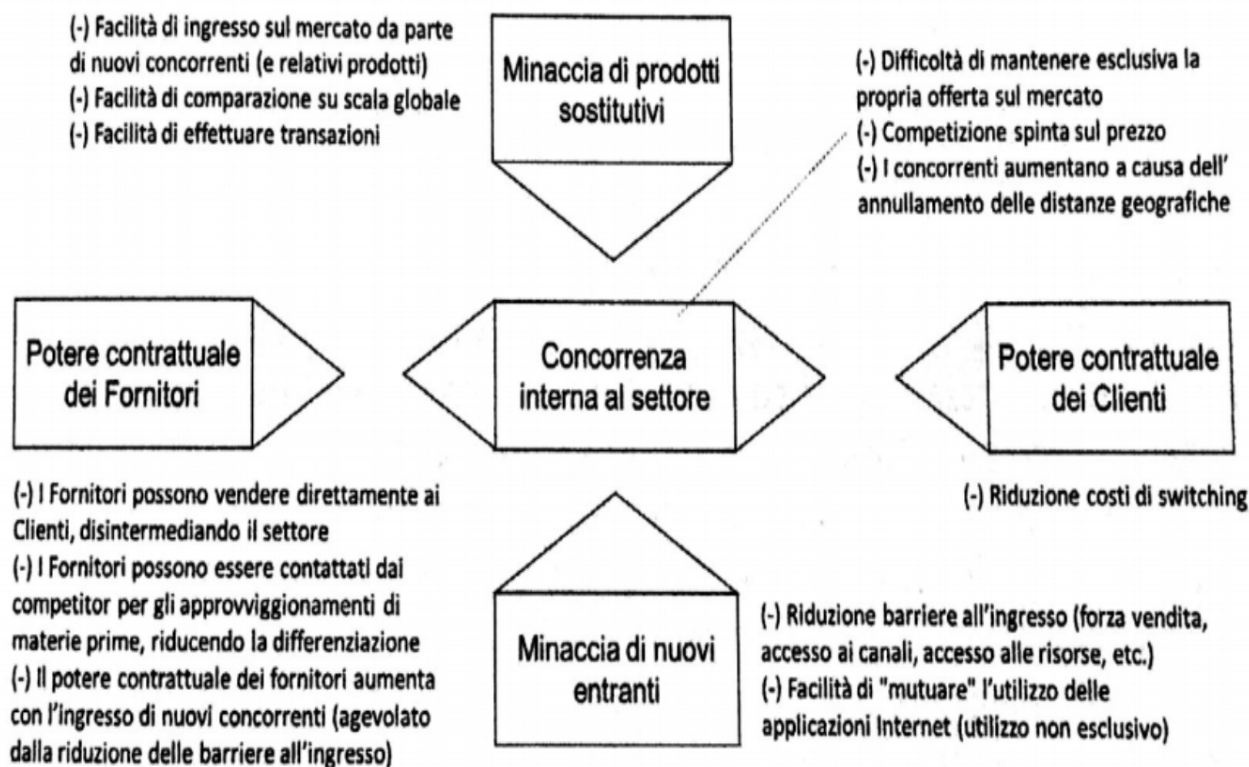 (-) Facilità di ingresso sul mercato da parte
di nuovi concorrenti (e relativi prodotti)
(-) Facilità di comparazione su scala globale
(-) Facilità di effettuare transazioni
Minaccia di prodotti
sostitutivi
(-) Difficoltà di mantenere esclusiva la
propria offerta sul mercato
(-) Competizione spinta sul prezzo
(-) I concorrenti aumentano a causa dell'
annullamento delle distanze geografiche
Potere contrattuale
dei Fornitori
Concorrenza
interna al settore
Potere contrattuale
dei Clienti
(-) I Fornitori possono vendere direttamente ai
Clienti, disintermediando il settore
(-) I Fornitori possono essere contattati dai
competitor per gli approvviggionamenti di
materie prime, riducendo la differenziazione
(-) Il potere contrattuale dei fornitori aumenta
con l'ingresso di nuovi concorrenti (agevolato
dalla riduzione delle barriere all'ingresso)
(-) Riduzione costi di switching
Minaccia di nuovi
entranti
(-) Riduzione barriere all'ingresso (forza vendita,
accesso ai canali, accesso alle risorse, etc.)
(-) Facilità di "mutuare" l'utilizzo delle
applicazioni Internet (utilizzo non esclusivo)